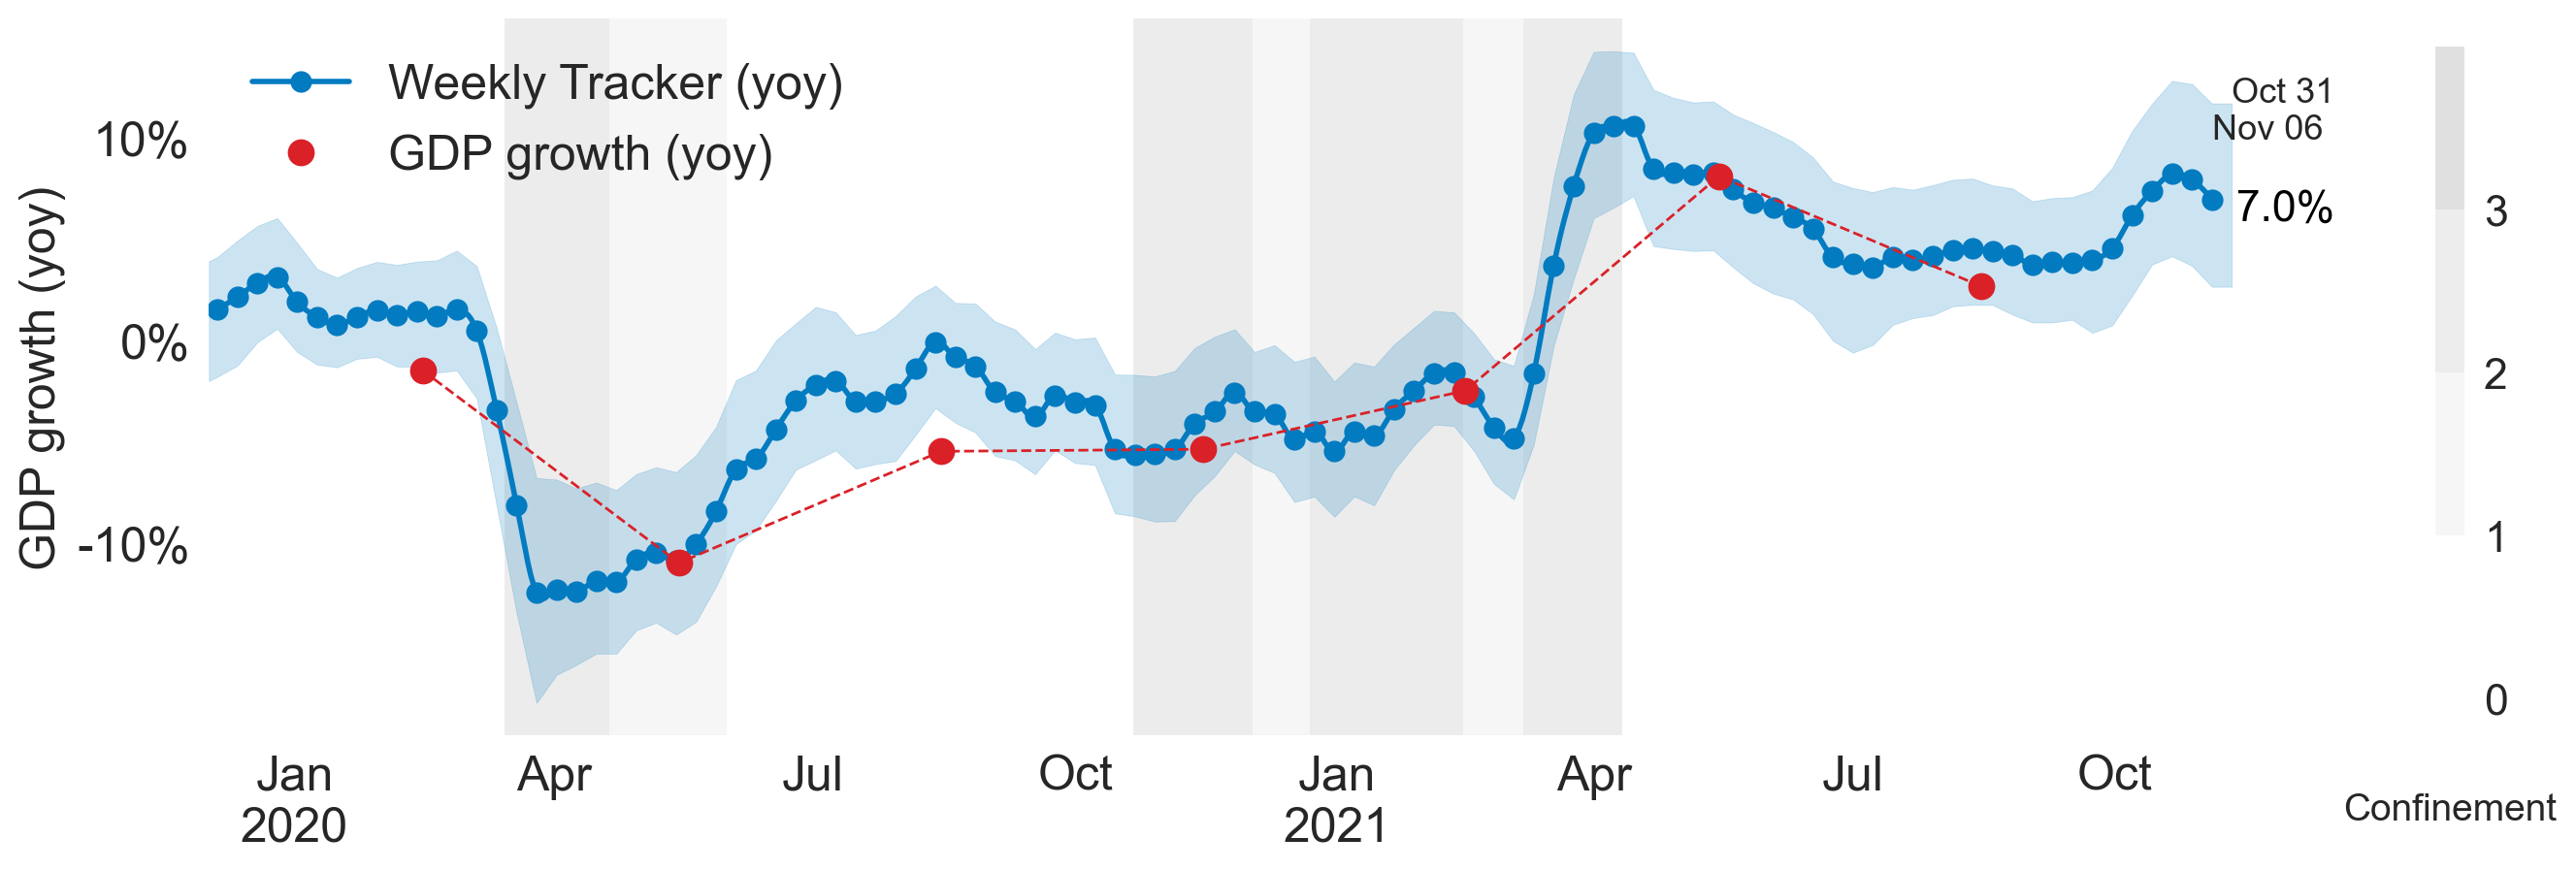 Weekly Tracker (yoy)
GDP growth (yoy)
GDP growth (yoy)
10%
0%
-10%
Oct 31
Nov 06
7.0%
3
2
1
0
Confinement
Jan
2020
Apr
Jul
Oct
Jan
2021
Apr
Jul
Oct